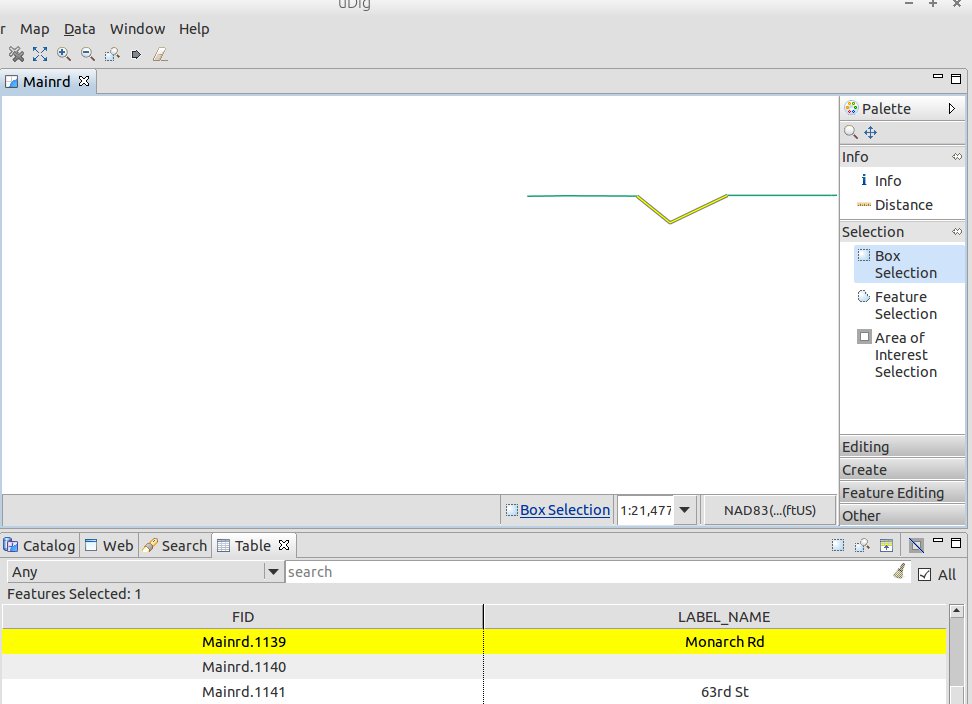 uDig
r Map Data Window Help
Mainrd
Palette
Info
Info
Distance
Selection
Box
Selection
Feature
Selection
Area of
Interest
Selection
Editing
Create
Feature Editing
Other
Box Selection 1:21,477 NAD83(...(ftUS)
Catalog Web Search Table
Any search All
Features Selected: 1
FID LABEL_NAME
Mainrd.1139 Monarch Rd
Mainrd.1140
Mainrd.1141 63rd St